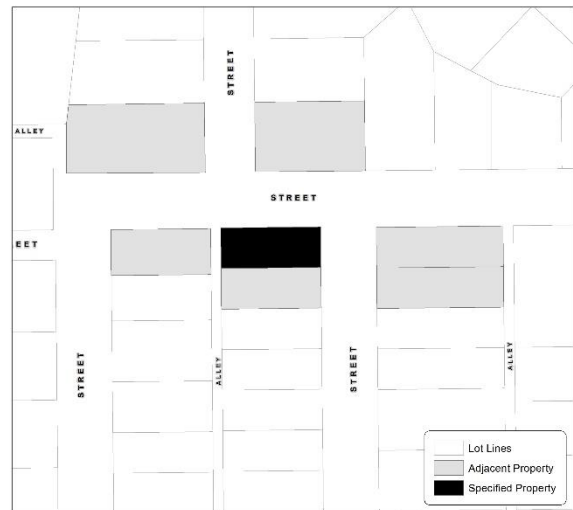 STREET
ALLEY
STREET
EET
STREET
ALLEY
STREET
ALLEY
Lot Lines
Adjacent Property
Specified Property